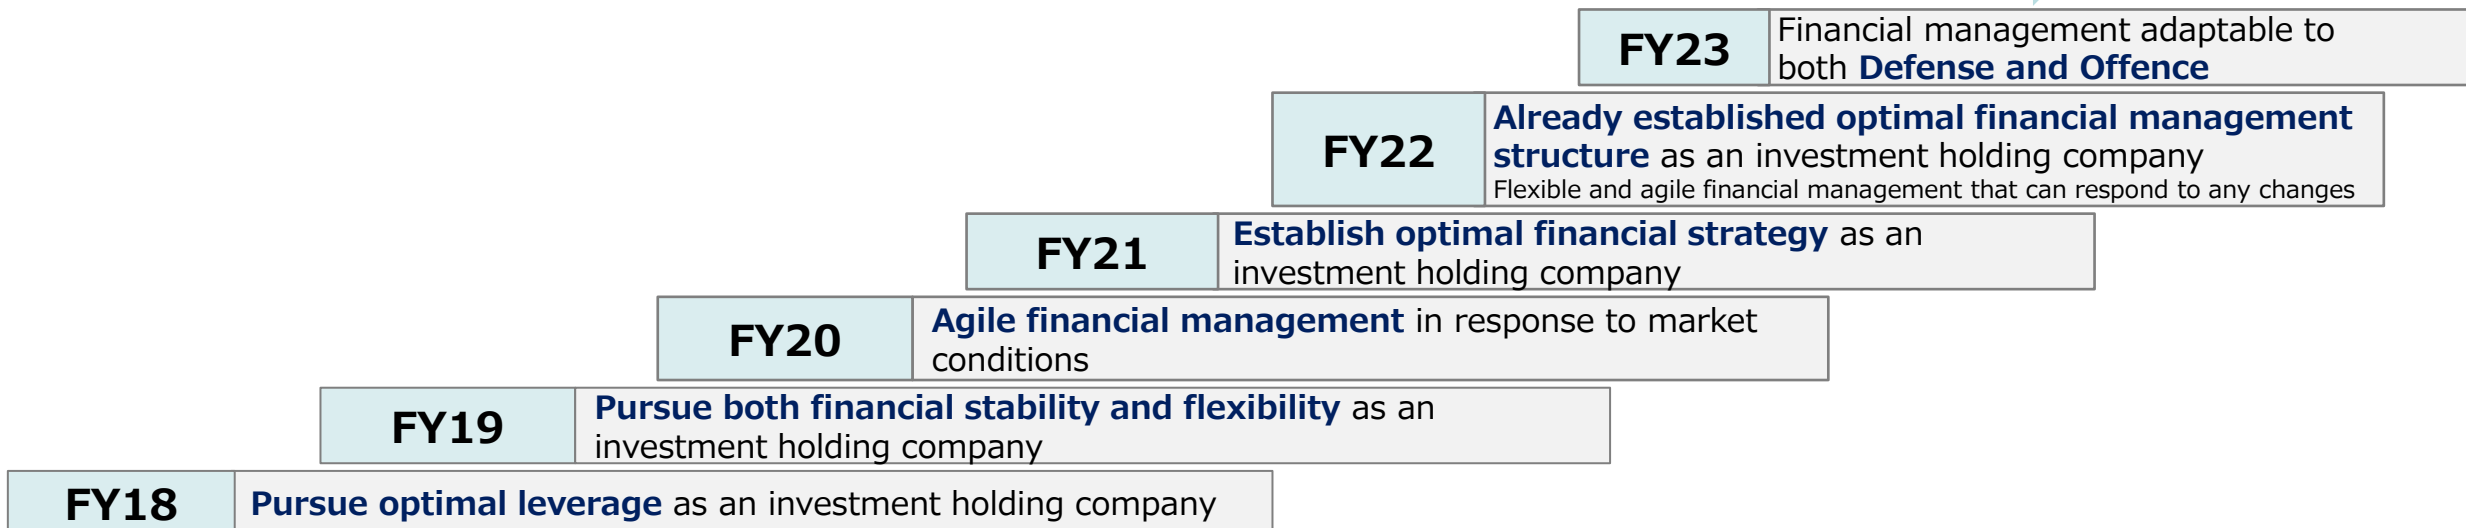 FY23
Financial management adaptable to
both Defense and Offence
FY22
Already established optimal financial management
structure as an investment holding company
Flexible and agile financial management that can respond to any changes
FY21
Establish optimal financial strategy as an
investment holding company
FY20
Agile financial management in response to market
conditions
FY19
Pursue both financial stability and flexibility as an
investment holding company
FY18
Pursue optimal leverage as an investment holding company